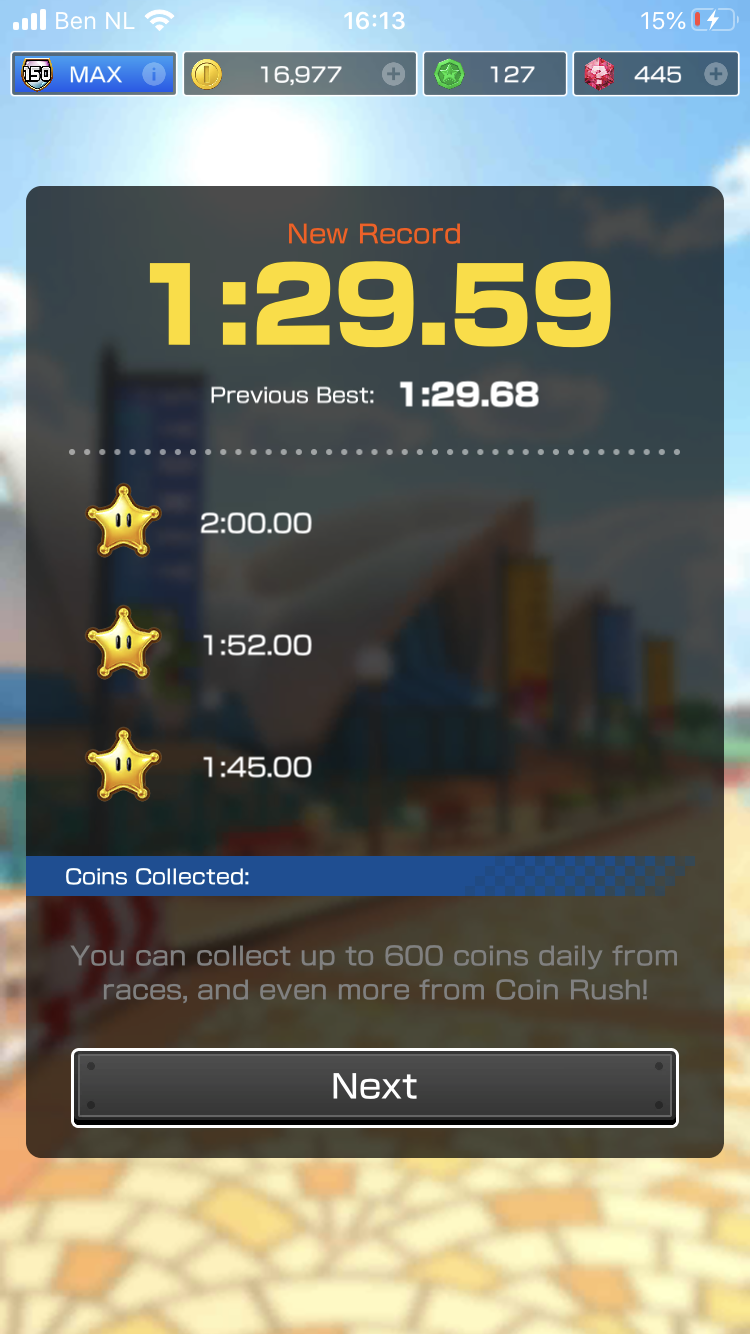 Ben NL 16:13 15%
150 MAX i 16,977 127 ? 445
New Record
1:29.59
Previous Best: 1:29.68
2:00.00
1:52.00
1:45.00
Coins Collected:
You can collect up to 600 coins daily from
races, and even more from Coin Rush!
Next